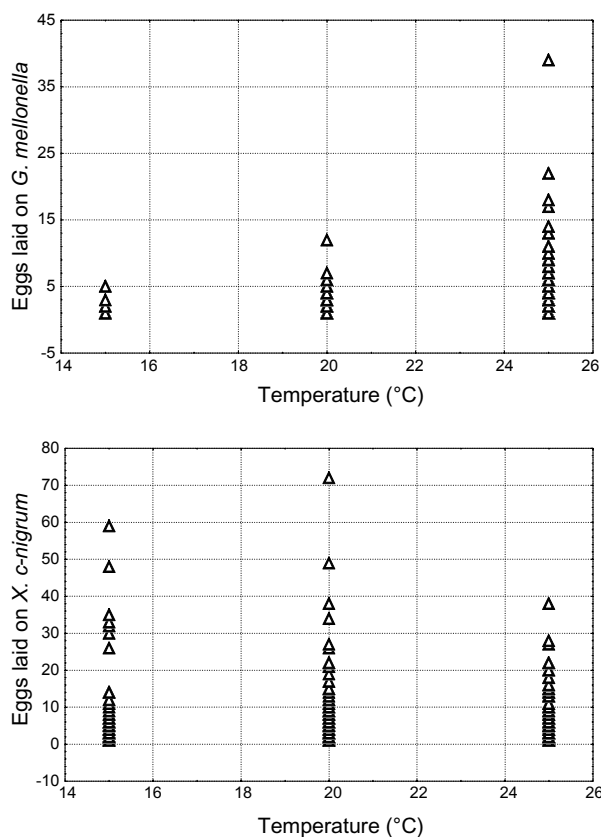 45
35
25
15
5
-5
14 16 18 20 22 24 26
Eggs laid on G. mellonella
Temperature (°C)
80
70
60
50
40
30
20
10
0
-10
14 16 18 20 22 24 26
Eggs laid on X. c-nigrum
Temperature (°C)